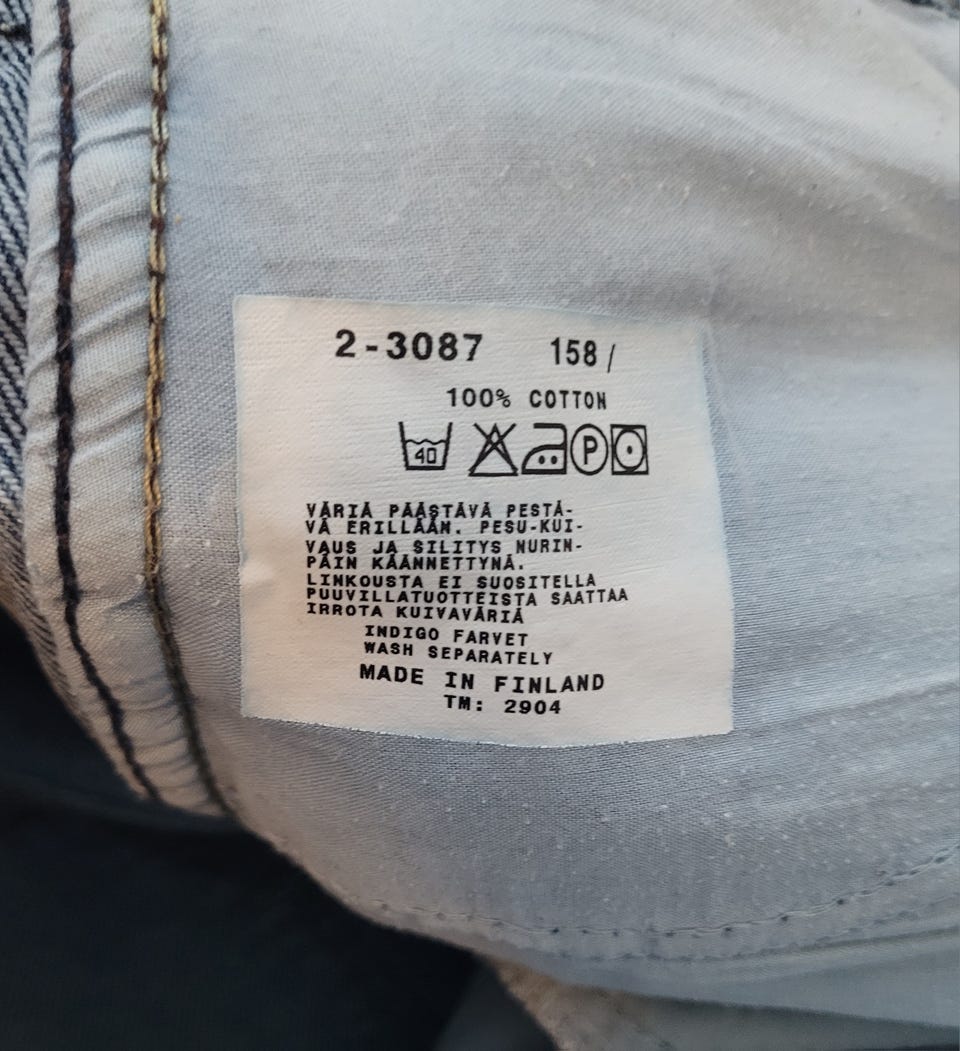 2-3087 158/
100% COTTON
40 P
VÄRIÄ PÄÄSTÄVÄ PESTÄ-
VÄ ERILLÄÄN. PESU-KUI-
VAUS JA SILITYS NURIN-
PÄIN KÄÄNNETTYNÄ.
LINKOUSTA EI SUOSITELLA
PUUVILLATUOTTEISTA SAATTAA
IRROTA KUIVAVÄRIÄ
INDIGO FARVET
WASH SEPARATELY
MADE IN FINLAND
TM: 2904